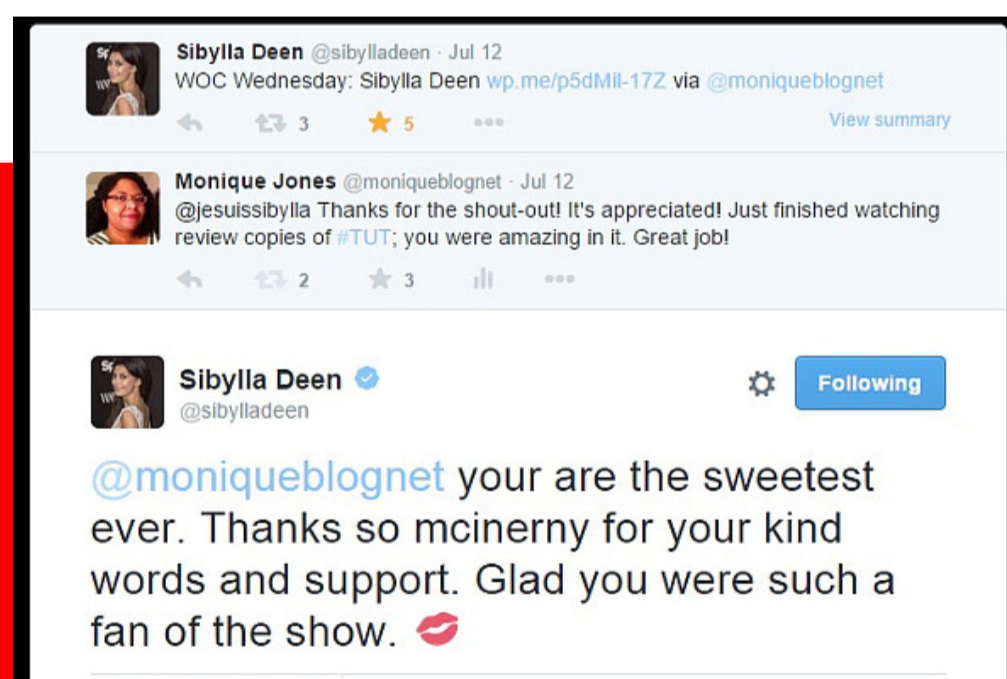 Sibylla Deen @sibylladeen · Jul 12
WOC Wednesday: Sibylla Deen wp.me/p5dMil-17Z via @moniqueblognet
3 5 View summary
Monique Jones @moniqueblognet · Jul 12
@jesuissibylla Thanks for the shout-out! It's appreciated! Just finished watching
review copies of #TUT; you were amazing in it. Great job!
2 3
Sibylla Deen
@sibylladeen
Following
@moniqueblognet your are the sweetest
ever. Thanks so mcinerny for your kind
words and support. Glad you were such a
fan of the show.